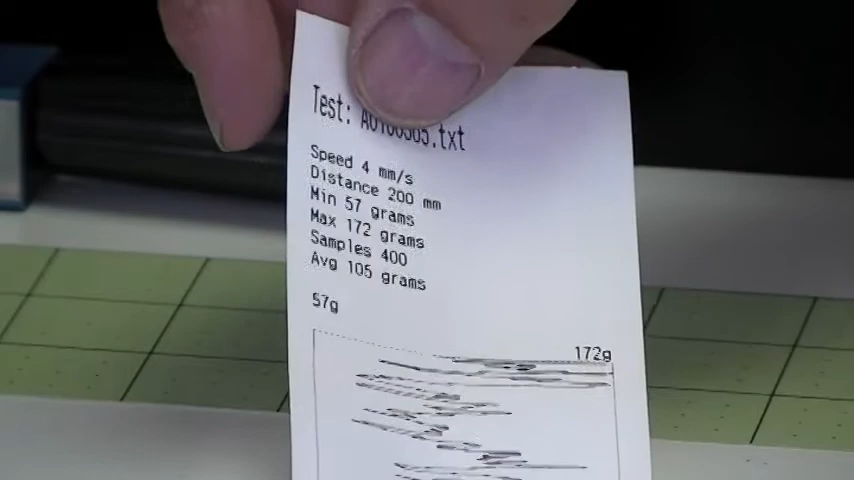 Test: .txt
Speed 4 mm/s
Distance 200 mm
Min 57 grams
Max 172 grams
Samples 400
Avg 105 grams
57g
172g